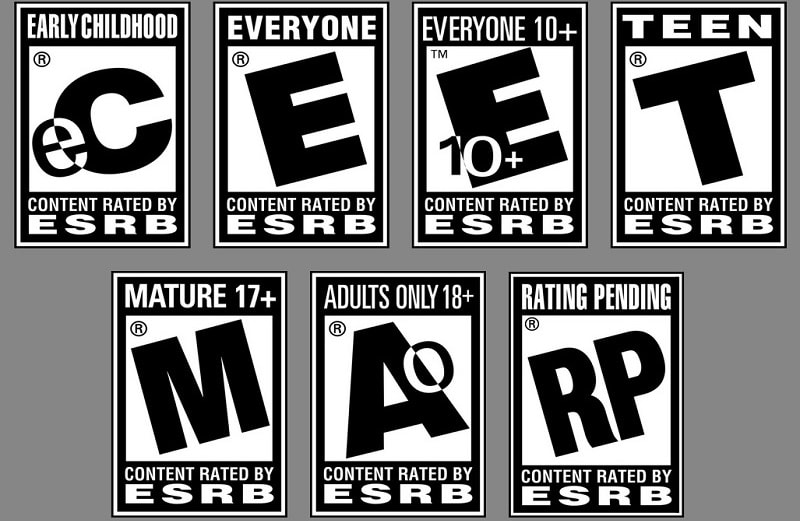 EARLY CHILDHOOD
®
eC
CONTENT RATED BY
ESRB
EVERYONE
®
E
CONTENT RATED BY
ESRB
EVERYONE 10+
™
E
10+
CONTENT RATED BY
ESRB
TEEN
®
T
CONTENT RATED BY
ESRB
MATURE 17+
®
M
CONTENT RATED BY
ESRB
ADULTS ONLY 18+
®
AO
CONTENT RATED BY
ESRB
RATING PENDING
®
RP
CONTENT RATED BY
ESRB